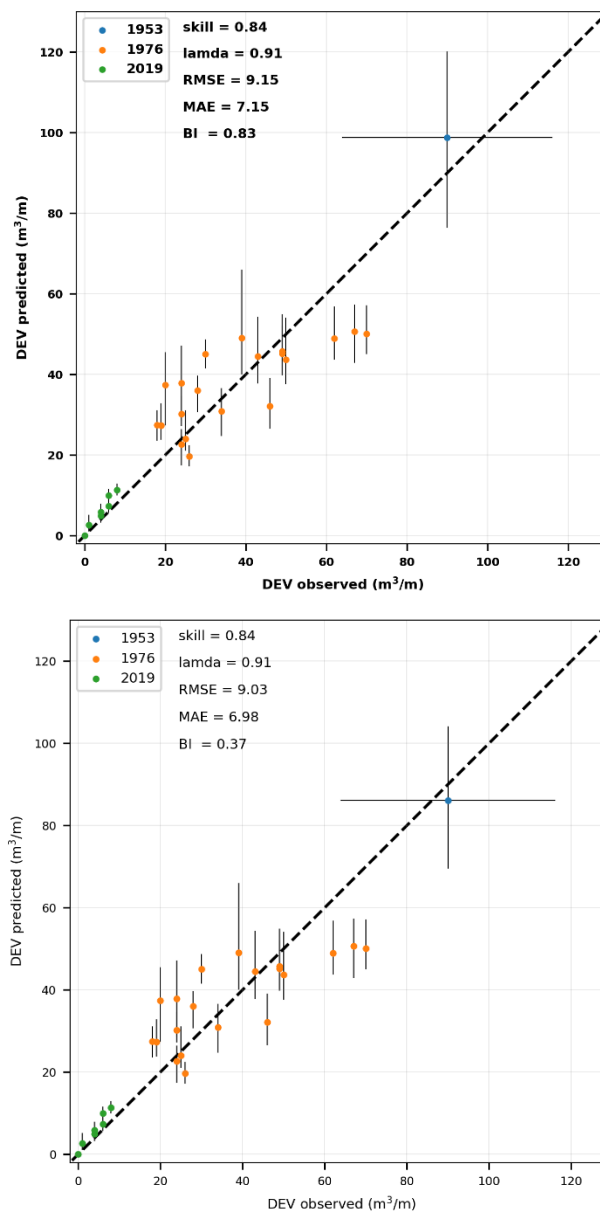 1953
1976
2019
skill = 0.84
lamda = 0.91
RMSE = 9.15
MAE = 7.15
BI = 0.83
DEV predicted (m³/m)
120
100
80
60
40
20
0
0 20 40 60 80 100 120
DEV observed (m³/m)
1953
1976
2019
skill = 0.84
lamda = 0.91
RMSE = 9.03
MAE = 6.98
BI = 0.37
DEV predicted (m³/m)
120
100
80
60
40
20
0
0 20 40 60 80 100 120
DEV observed (m³/m)